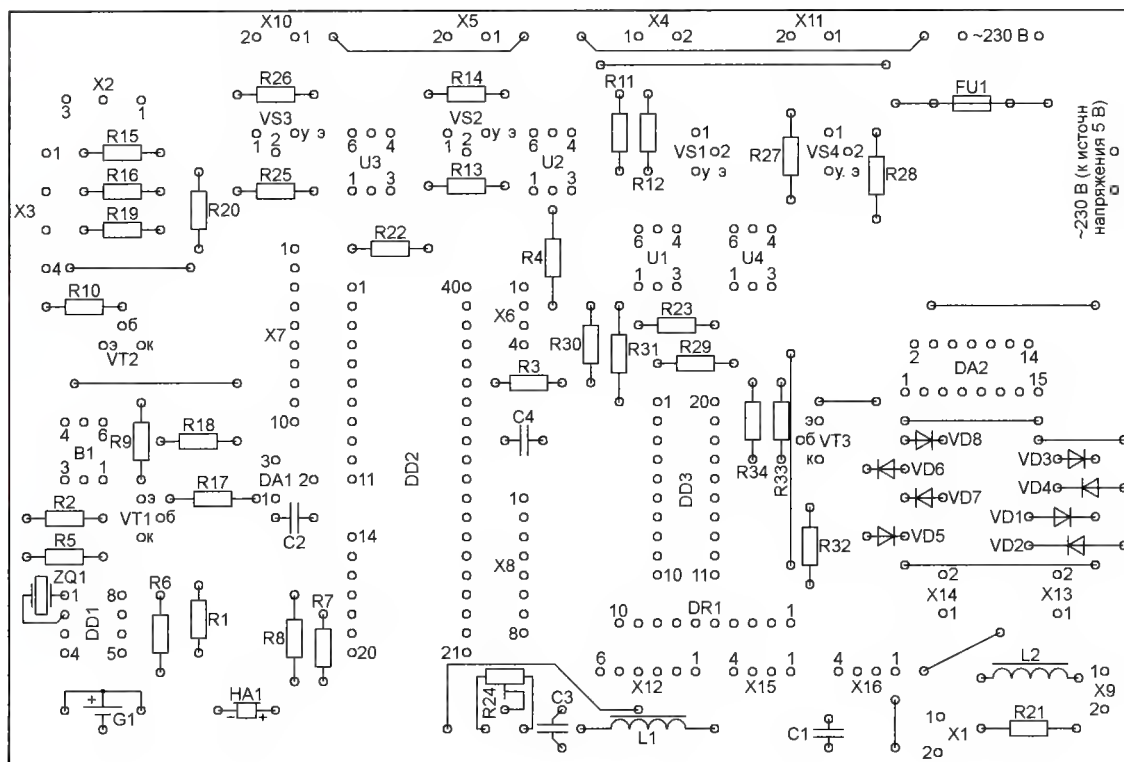 X10 X5 X4 X11
2 1 2 1 1 2 2 1 ~230 В
R26 R14 R11 FU1
X2
3 1
VS3 VS2
1 2 у э 1 2 у э
R15 R16 R19 R20
X3
1
4
R25 R13
U3
6 4
1 3
U2
6 4
1 3
R12
VS1
1
2
у э
R27
VS4
1
2
у э
R28
~230 В (к источн
напряжения 5 В)
R22 R4
U1
6 4
1 3
U4
6 4
1 3
R10
б
э к
VT2
X7
1
10
1 40
X6
1
4
R23
R30 R31
R29
R3
DA2
2 14
1 15
R9 R18
B1
4 6
3 1
R17
3
DA1 2
1
C2
11
DD2
14
20 21
C4
1 20
DD3
10 11
R34 R33
э
б VT3
к
VD8
VD6
VD7
VD5
VD3
VD4
VD1
VD2
R2
э
VT1 б
к
R5
ZQ1
1 8
DD1
4 5
R6 R1 R8 R7
1
X8
8
R32
2
X14
1
2
X13
1
DR1
10 1
6 1
X12
4 1
X15
4 1
X16
L2
1
X9
2
+
G1
HA1
- +
R24
C3
L1
C1
1
X1
2
R21